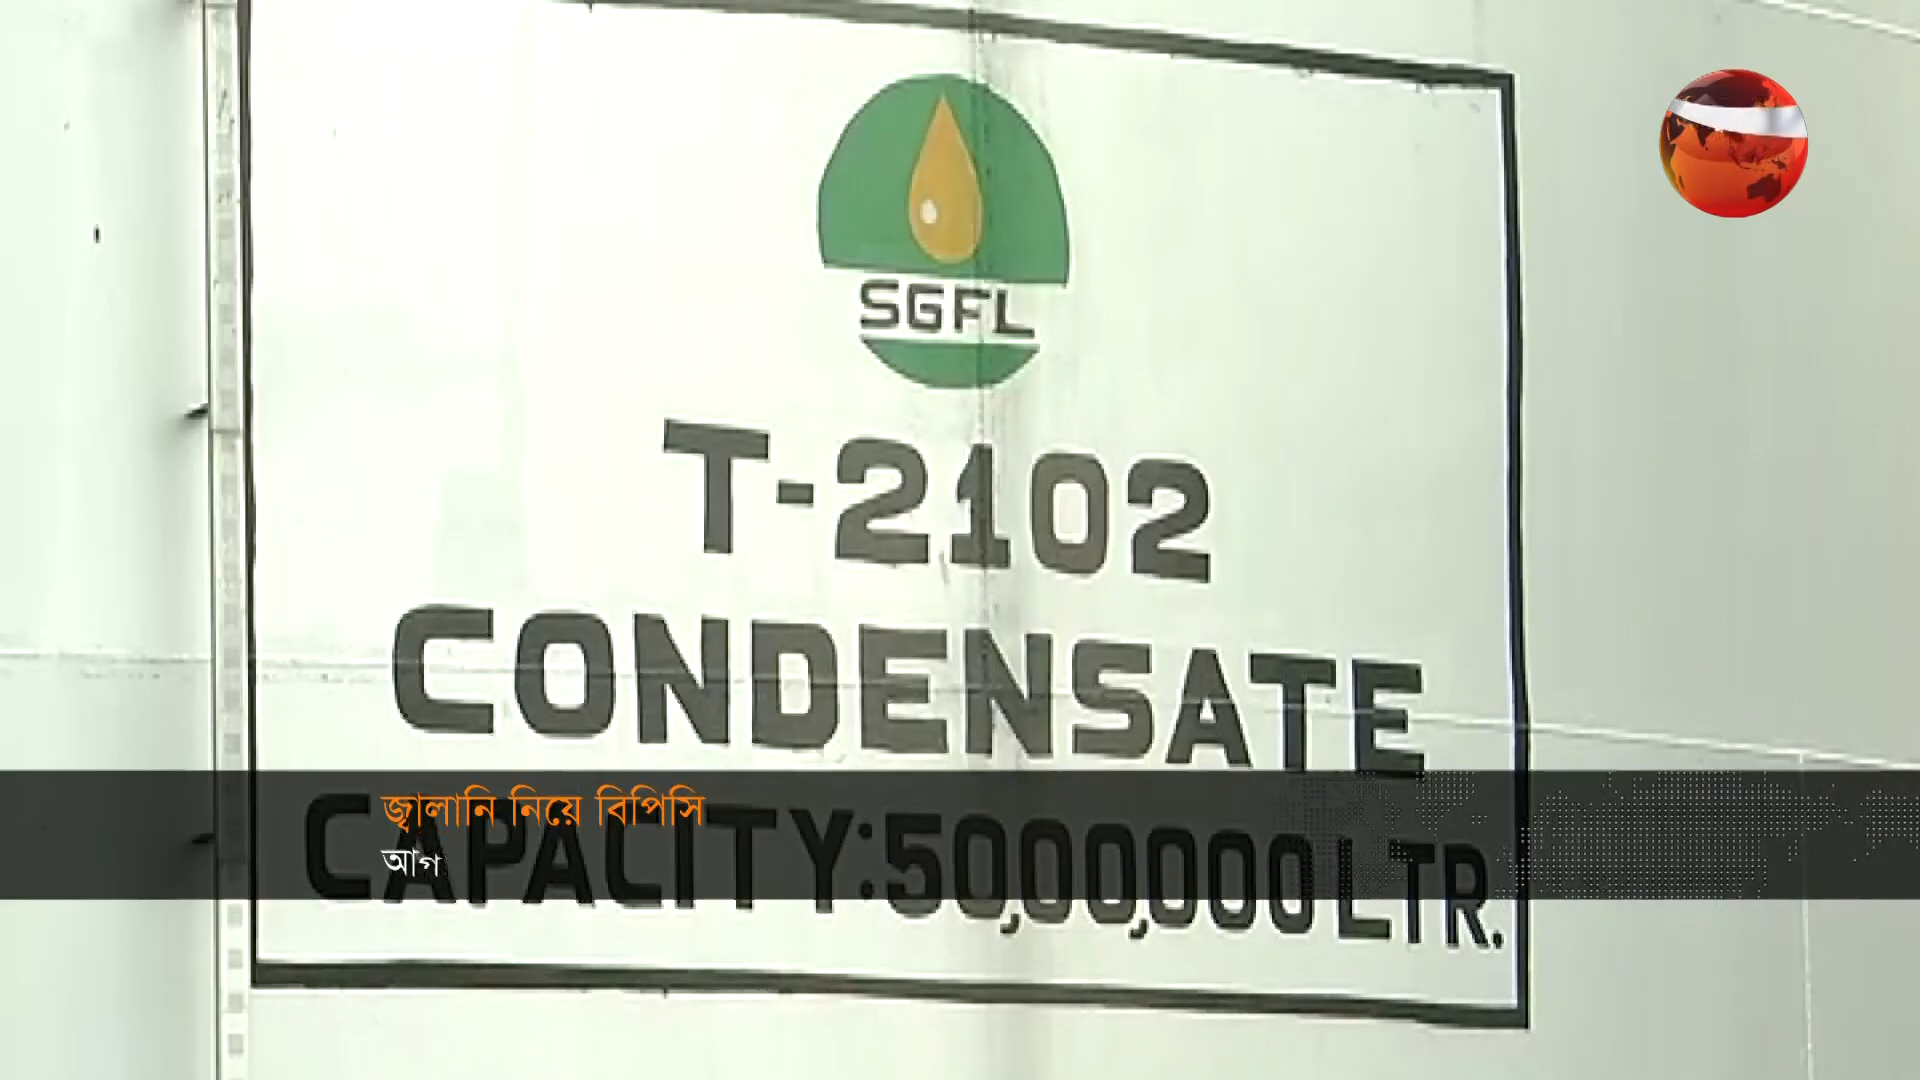 SGFL
T-2102
CONDENSATE
CAPACITY:50,00,000 LTR.
জ্বালানি নিয়ে বিপিসি
আগ